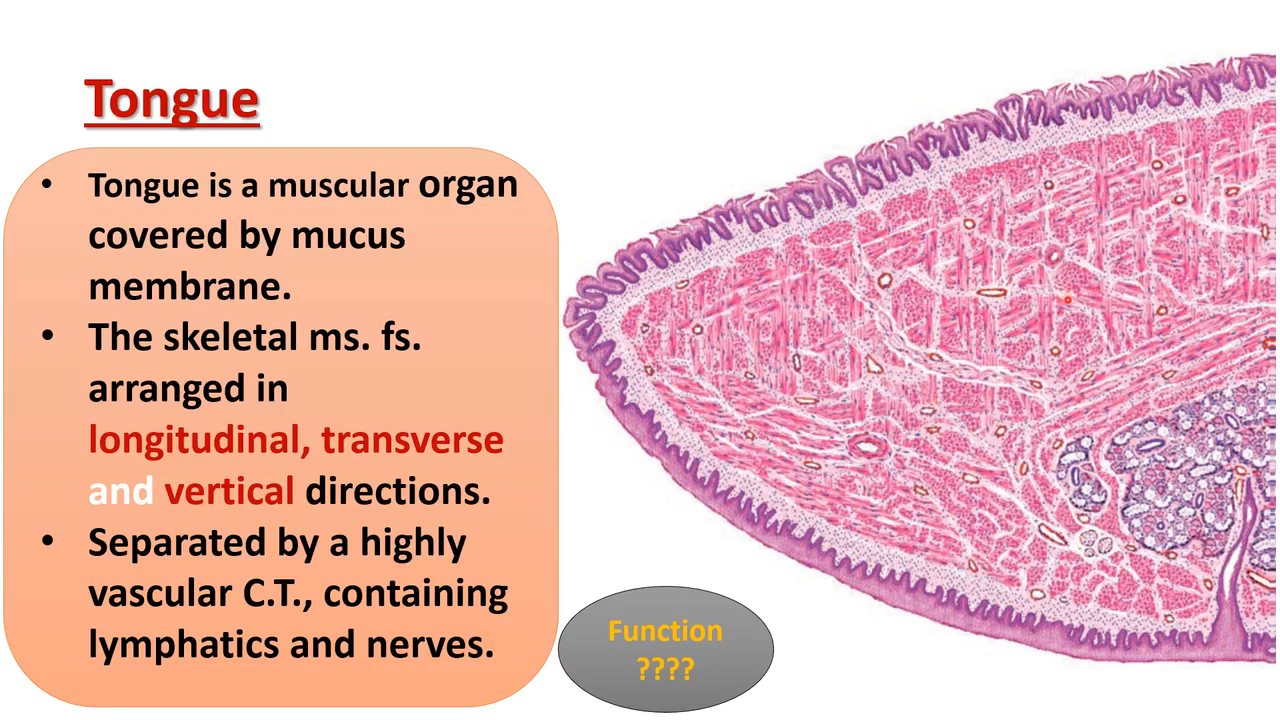 Tongue
• Tongue is a muscular organ
covered by mucus
membrane.
• The skeletal ms. fs.
arranged in
longitudinal, transverse
and vertical directions.
• Separated by a highly
vascular C.T., containing
lymphatics and nerves.
Function
????